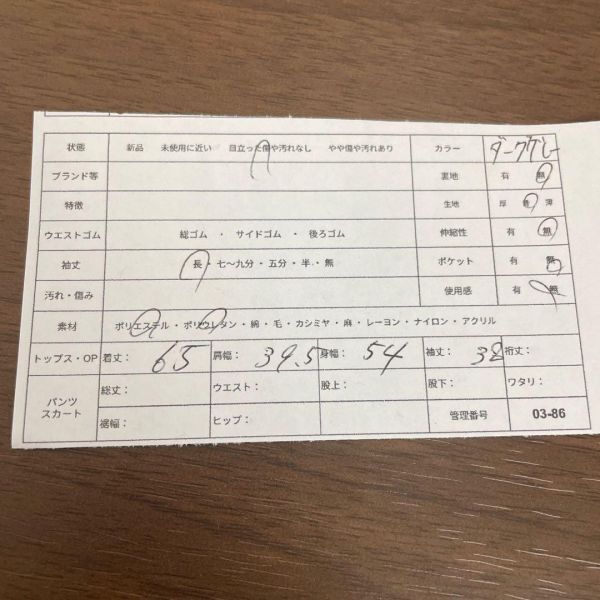 状態 新品 未使用に近い 目立った傷や汚れなし やや傷や汚れあり カラー ダークグレー
ブランド等 裏地 有 無
特徴 生地 厚 普 薄
ウエストゴム 総ゴム ・ サイドゴム ・ 後ろゴム 伸縮性 有 無
袖丈 長・七〜九分・五分・半・無 ポケット 有 無
汚れ・傷み 使用感 有 無
素材 ポリエステル・ポリウレタン・綿・毛・カシミヤ・麻・レーヨン・ナイロン・アクリル
トップス・OP 着丈: 65 肩幅: 39.5 身幅: 54 袖丈: 38 裄丈:
パンツ スカート 総丈: ウエスト: 股上: 股下: ワタリ:
裾幅: ヒップ: 管理番号 03-86